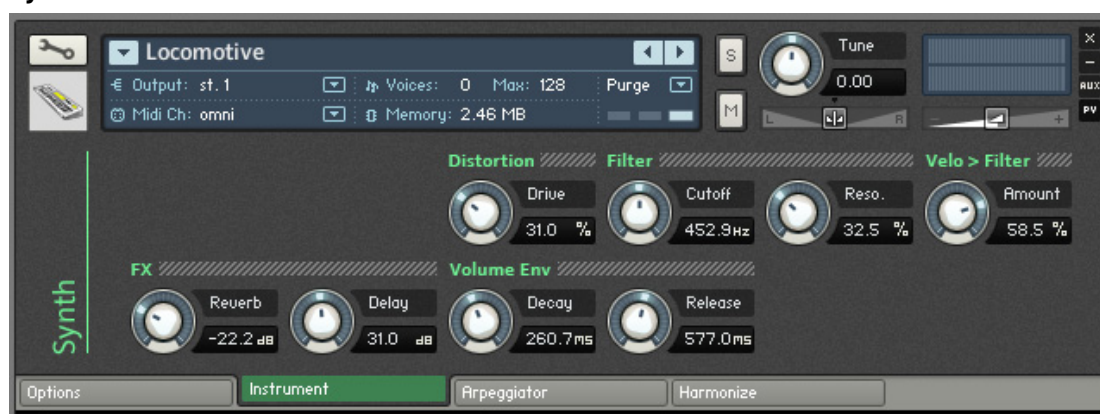 Locomotive
S
Tune
0.00
Output: st. 1
Voices: 0 Max: 128
Purge
Midi Ch: omni
Memory: 2.46 MB
M
L
R
-
+
×
-
AUX
PV
Distortion
Filter
Velo > Filter
Drive
31.0 %
Cutoff
452.9Hz
Reso.
32.5 %
Amount
58.5 %
Synth
FX
Volume Env
Reverb
-22.2 dB
Delay
31.0 dB
Decay
260.7ms
Release
577.0ms
Options
Instrument
Arpeggiator
Harmonize